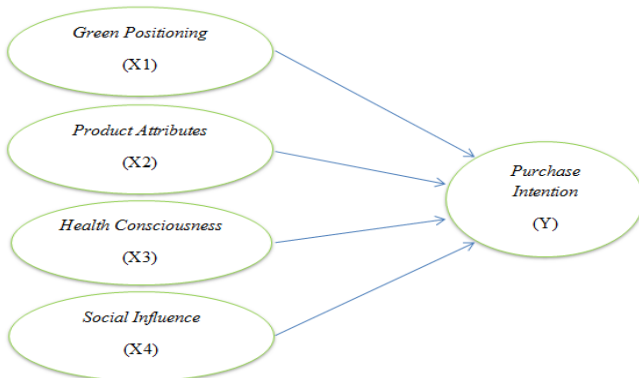 Green Positioning
(X1)
Product Attributes
(X2)
Health Consciousness
(X3)
Social Influence
(X4)
Purchase
Intention
(Y)